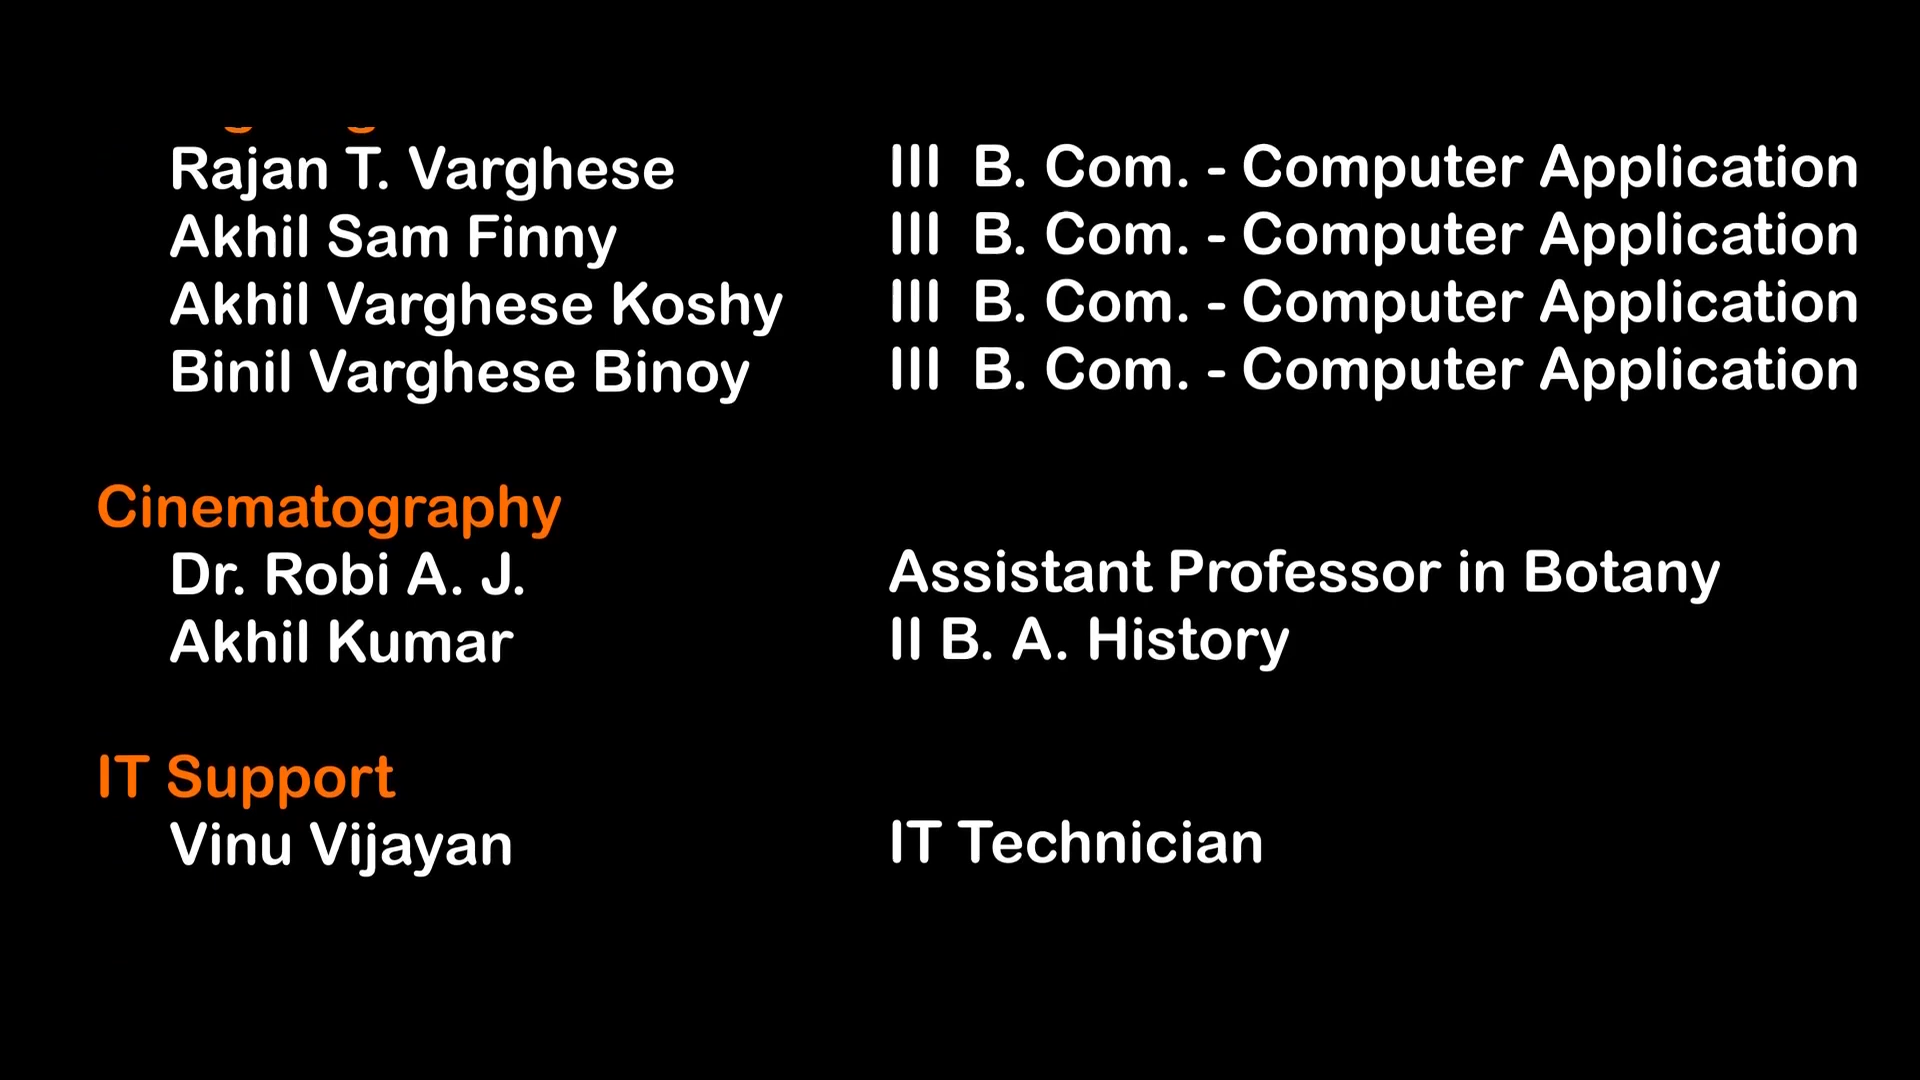 Rajan T. Varghese III B. Com. - Computer Application
Akhil Sam Finny III B. Com. - Computer Application
Akhil Varghese Koshy III B. Com. - Computer Application
Binil Varghese Binoy III B. Com. - Computer Application
Cinematography
Dr. Robi A. J. Assistant Professor in Botany
Akhil Kumar II B. A. History
IT Support
Vinu Vijayan IT Technician